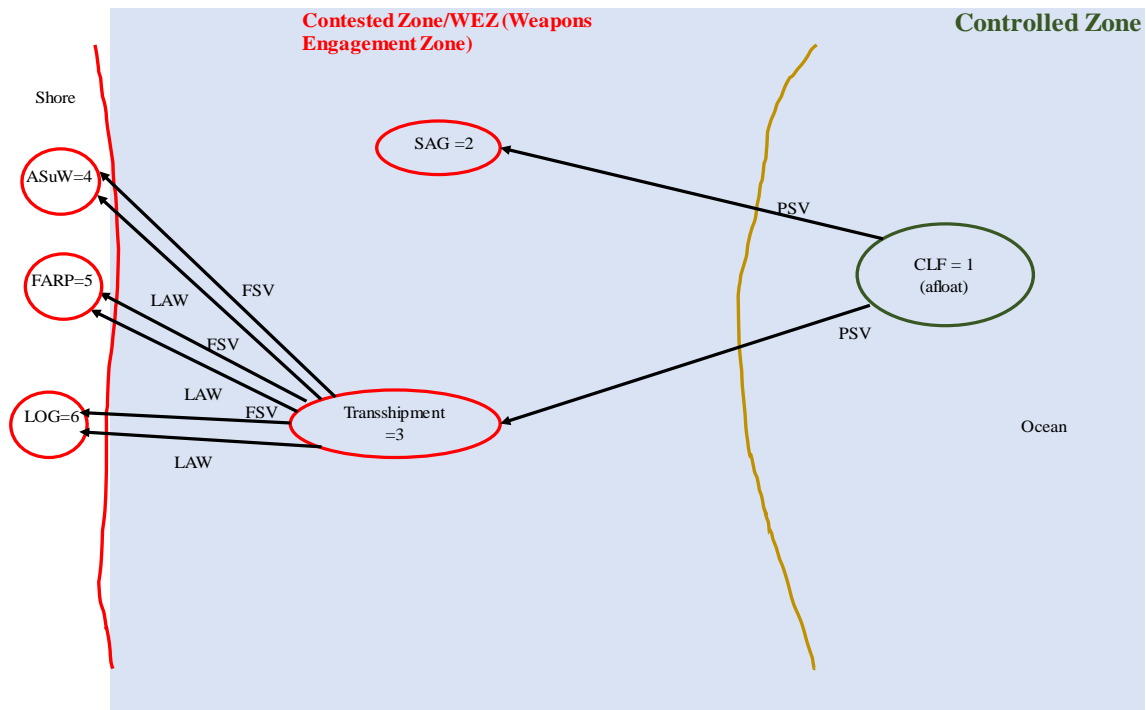 Contested Zone/WEZ (Weapons
Engagement Zone)
Controlled Zone
Shore
SAG =2
ASuW=4
PSV
CLF = 1
(afloat)
FARP=5
LAW
FSV
PSV
FSV
LAW
FSV
LOG=6
Transshipment
=3
Ocean
LAW